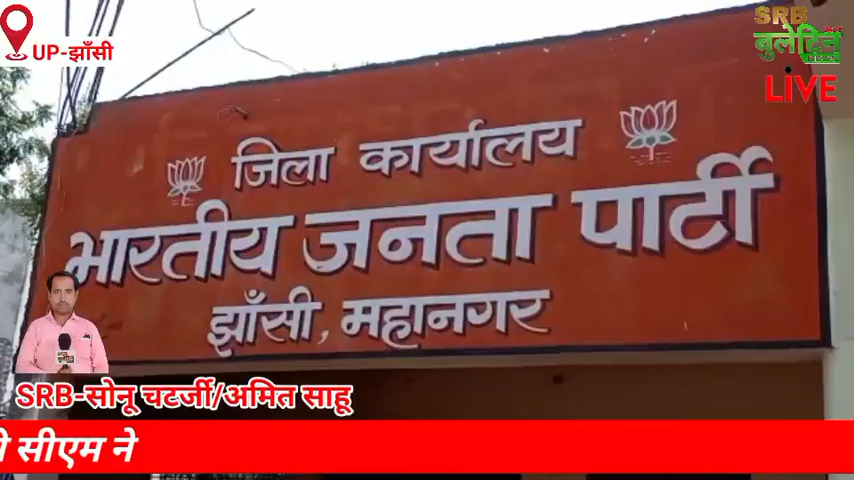 UP-झाँसी
SRB
बुलेटिन
LIVE
जिला कार्यालय
भारतीय जनता पार्टी
झाँसी, महानगर
SRB-सोनू चटर्जी/अमित साहू
सीएम ने